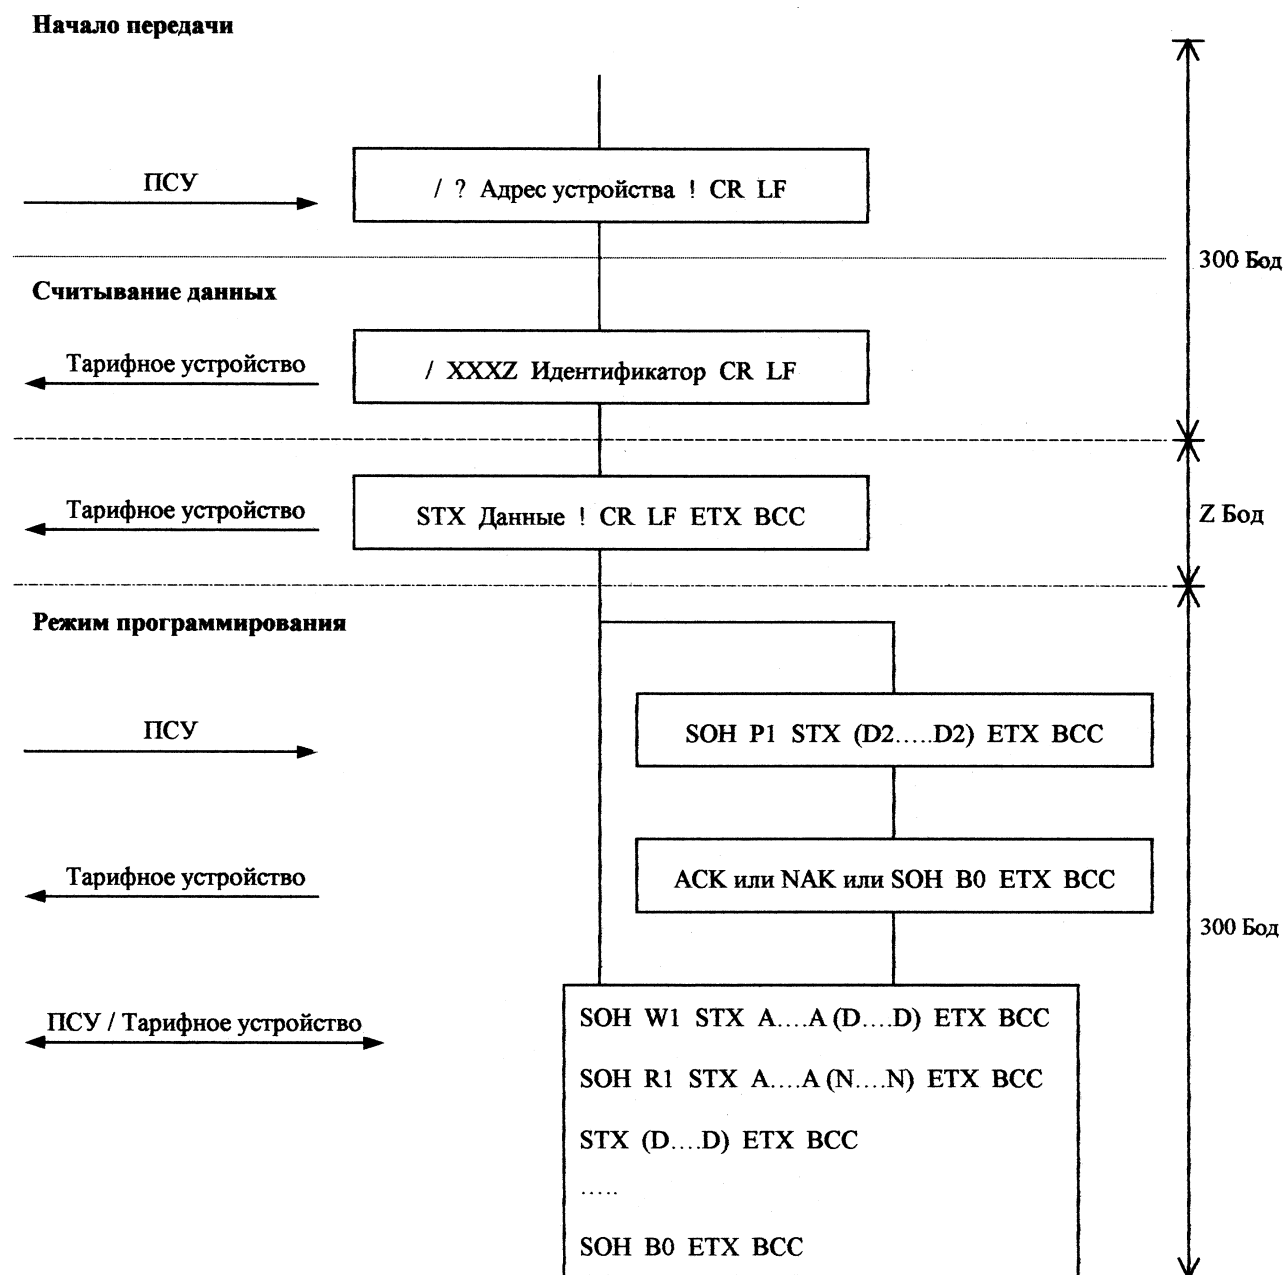 Начало передачи
ПСУ
/ ? Адрес устройства ! CR LF
300 Бод
Считывание данных
Тарифное устройство
/ XXXZ Идентификатор CR LF
Тарифное устройство
STX Данные ! CR LF ETX BCC
Z Бод
Режим программирования
ПСУ
SOH P1 STX (D2.....D2) ETX BCC
Тарифное устройство
ACK или NAK или SOH B0 ETX BCC
300 Бод
ПСУ / Тарифное устройство
SOH W1 STX A....A (D....D) ETX BCC
SOH R1 STX A....A (N....N) ETX BCC
STX (D....D) ETX BCC
.....
SOH B0 ETX BCC